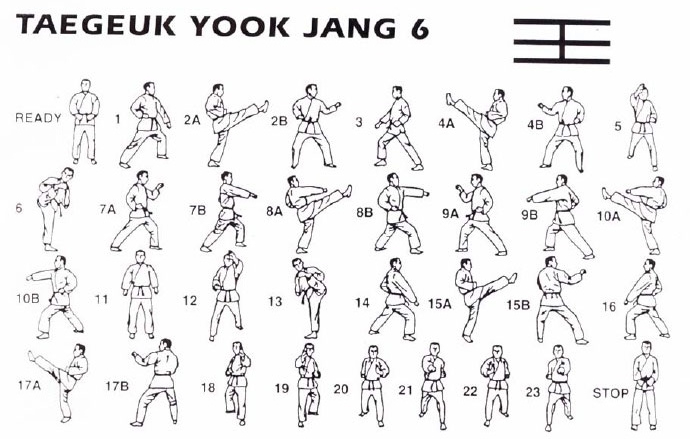 TAEGEUK YOOK JANG 6
READY 1 2A 2B 3 4A 4B 5
6 7A 7B 8A 8B 9A 9B 10A
10B 11 12 13 14 15A 15B 16
17A 17B 18 19 20 21 22 23 STOP